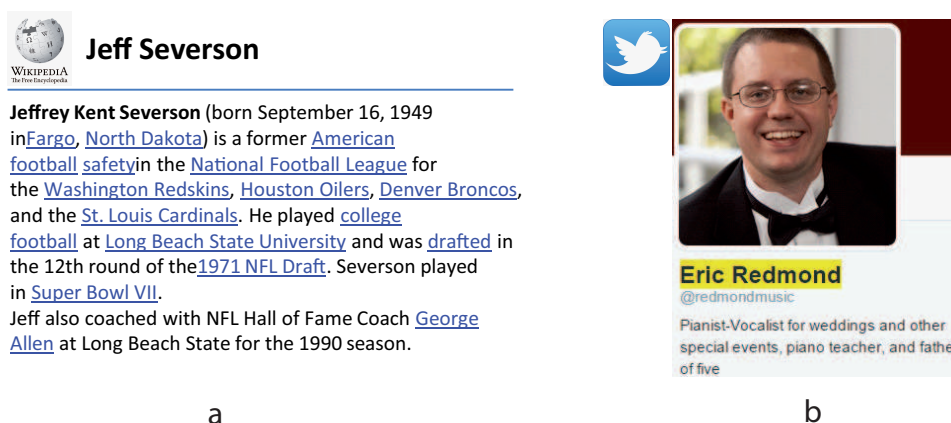 WIKIPEDIA
The Free Encyclopedia
Jeff Severson
Jeffrey Kent Severson (born September 16, 1949
inFargo, North Dakota) is a former American
football safetyin the National Football League for
the Washington Redskins, Houston Oilers, Denver Broncos,
and the St. Louis Cardinals. He played college
football at Long Beach State University and was drafted in
the 12th round of the1971 NFL Draft. Severson played
in Super Bowl VII.
Jeff also coached with NFL Hall of Fame Coach George
Allen at Long Beach State for the 1990 season.
a
Eric Redmond
@redmondmusic
Pianist-Vocalist for weddings and other
special events, piano teacher, and fathe
of five
b